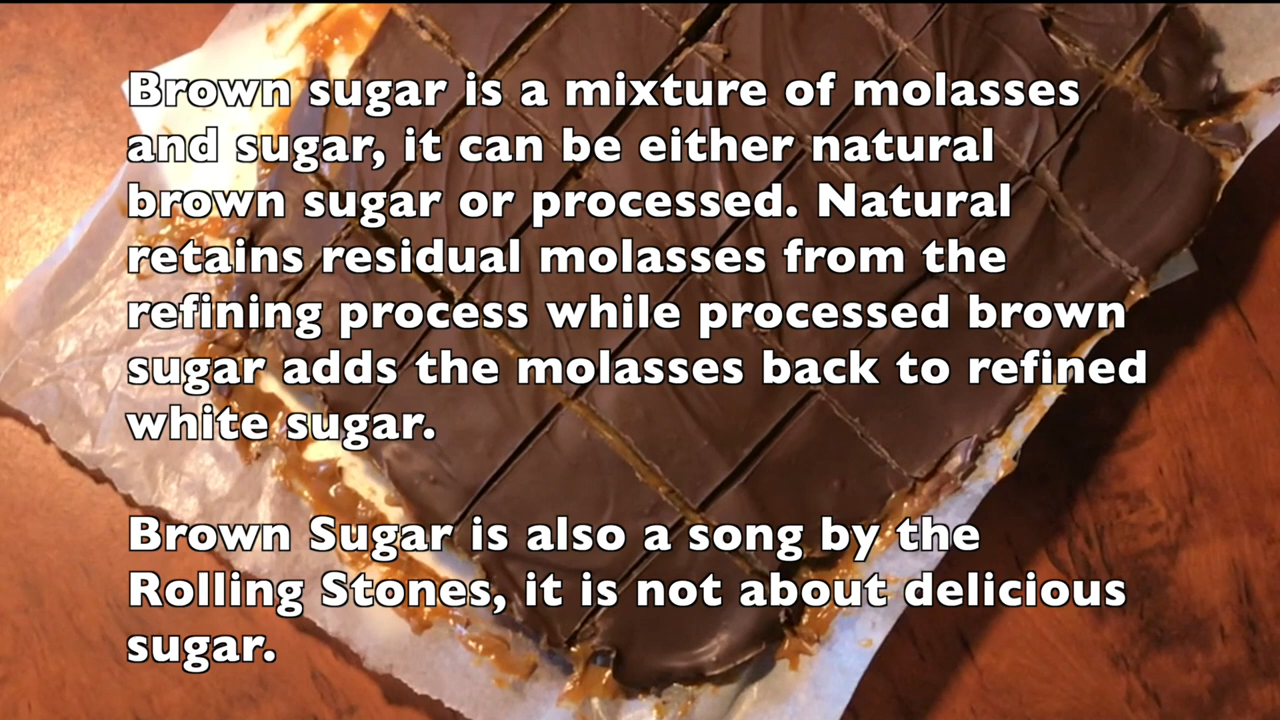 Brown sugar is a mixture of molasses
and sugar, it can be either natural
brown sugar or processed. Natural
retains residual molasses from the
refining process while processed brown
sugar adds the molasses back to refined
white sugar.
Brown Sugar is also a song by the
Rolling Stones, it is not about delicious
sugar.